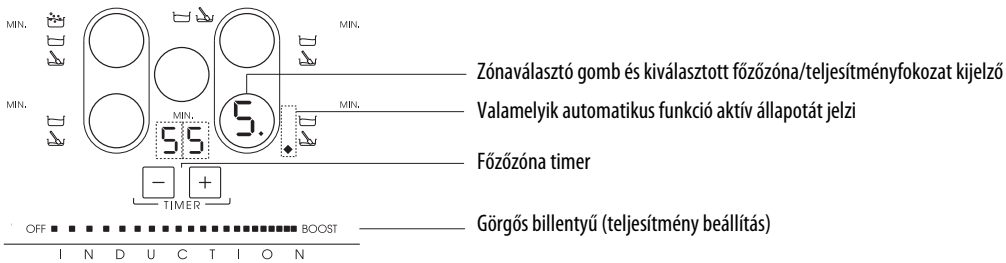 MIN.
MIN.
Zónaválasztó gomb és kiválasztott főzőzóna/teljesítményfokozat kijelző
MIN.
MIN.
MIN.
Valamelyik automatikus funkció aktív állapotát jelzi
5.
55
Főzőzóna timer
− +
TIMER
OFF BOOST
Görgős billentyű (teljesítmény beállítás)
INDUCTION